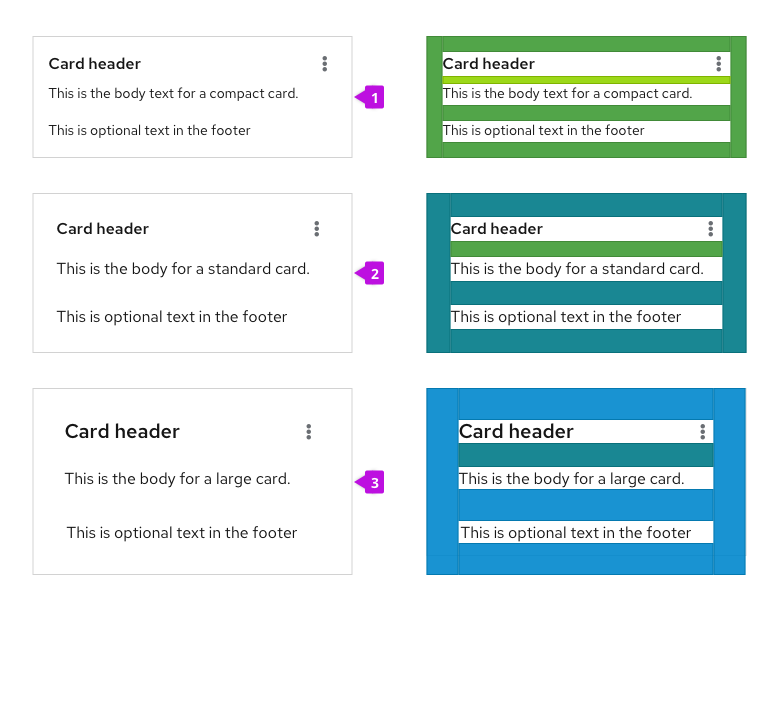 Card header
This is the body text for a compact card.
This is optional text in the footer
1
Card header
This is the body text for a compact card.
This is optional text in the footer
Card header
This is the body for a standard card.
This is optional text in the footer
2
Card header
This is the body for a standard card.
This is optional text in the footer
Card header
This is the body for a large card.
This is optional text in the footer
3
Card header
This is the body for a large card.
This is optional text in the footer